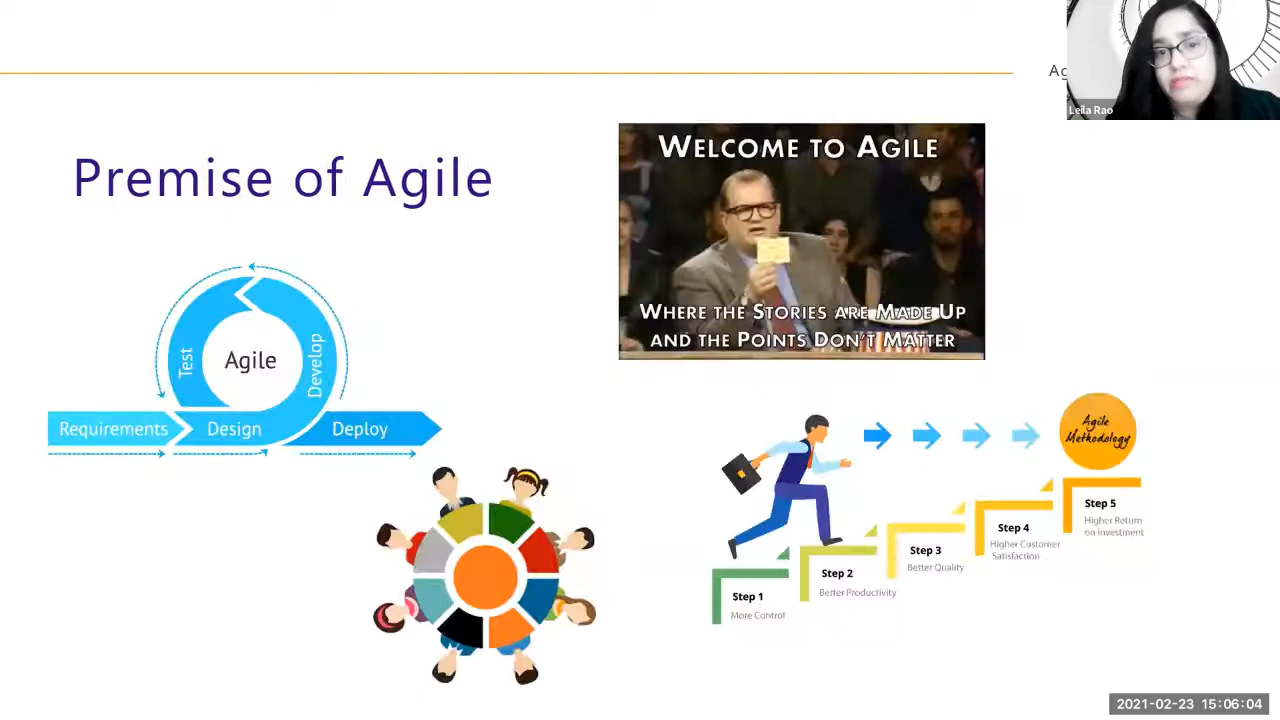 Leila Rao
Premise of Agile
WELCOME TO AGILE
WHERE THE STORIES ARE MADE UP
AND THE POINTS DON'T MATTER
Test
Agile
Develop
Requirements
Design
Deploy
Agile
Methodology
Step 5
Higher Return
on Investment
Step 4
Higher Customer
Satisfaction
Step 3
Better Quality
Step 2
Better Productivity
Step 1
More Control
2021-02-23 15:06:04